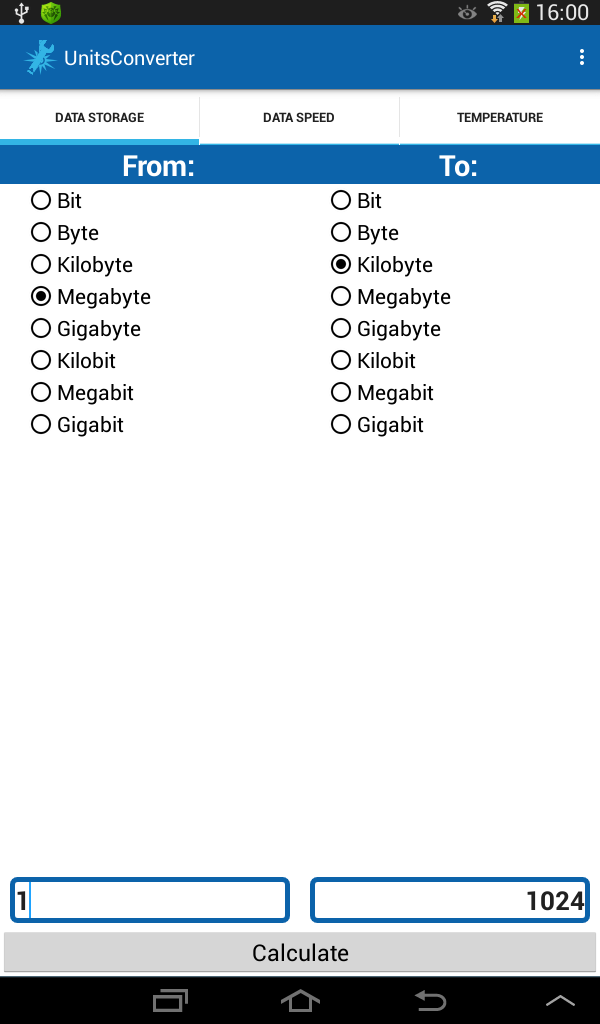 16:00
UnitsConverter
DATA STORAGE DATA SPEED TEMPERATURE
From: To:
Bit Bit
Byte Byte
Kilobyte Kilobyte
Megabyte Megabyte
Gigabyte Gigabyte
Kilobit Kilobit
Megabit Megabit
Gigabit Gigabit
1 1024
Calculate